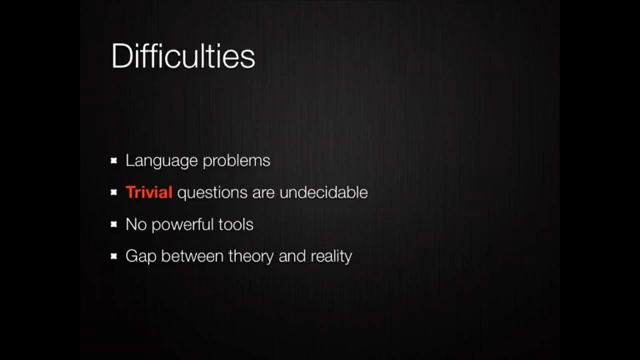 Difficulties
Language problems
Trivial questions are undecidable
No powerful tools
Gap between theory and reality